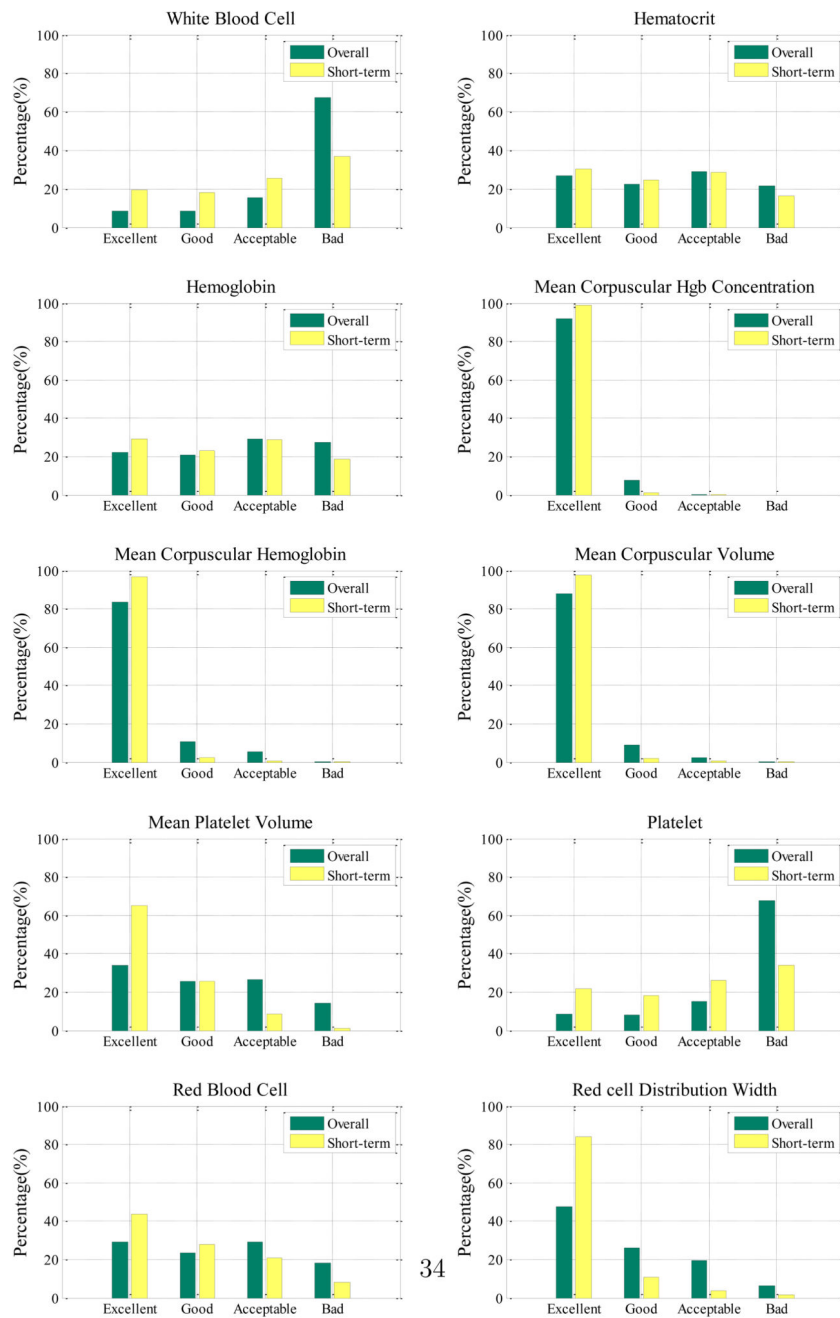 White Blood Cell
100
80
60
40
20
0
Percentage(%)
Overall
Short-term
Excellent Good Acceptable Bad
Hematocrit
100
80
60
40
20
0
Percentage(%)
Overall
Short-term
Excellent Good Acceptable Bad
Hemoglobin
100
80
60
40
20
0
Percentage(%)
Overall
Short-term
Excellent Good Acceptable Bad
Mean Corpuscular Hgb Concentration
100
80
60
40
20
0
Percentage(%)
Overall
Short-term
Excellent Good Acceptable Bad
Mean Corpuscular Hemoglobin
100
80
60
40
20
0
Percentage(%)
Overall
Short-term
Excellent Good Acceptable Bad
Mean Corpuscular Volume
100
80
60
40
20
0
Percentage(%)
Overall
Short-term
Excellent Good Acceptable Bad
Mean Platelet Volume
100
80
60
40
20
0
Percentage(%)
Overall
Short-term
Excellent Good Acceptable Bad
Platelet
100
80
60
40
20
0
Percentage(%)
Overall
Short-term
Excellent Good Acceptable Bad
Red Blood Cell
100
80
60
40
20
0
Percentage(%)
Overall
Short-term
Excellent Good Acceptable Bad
Red cell Distribution Width
100
80
60
40
20
0
Percentage(%)
Overall
Short-term
Excellent Good Acceptable Bad
34